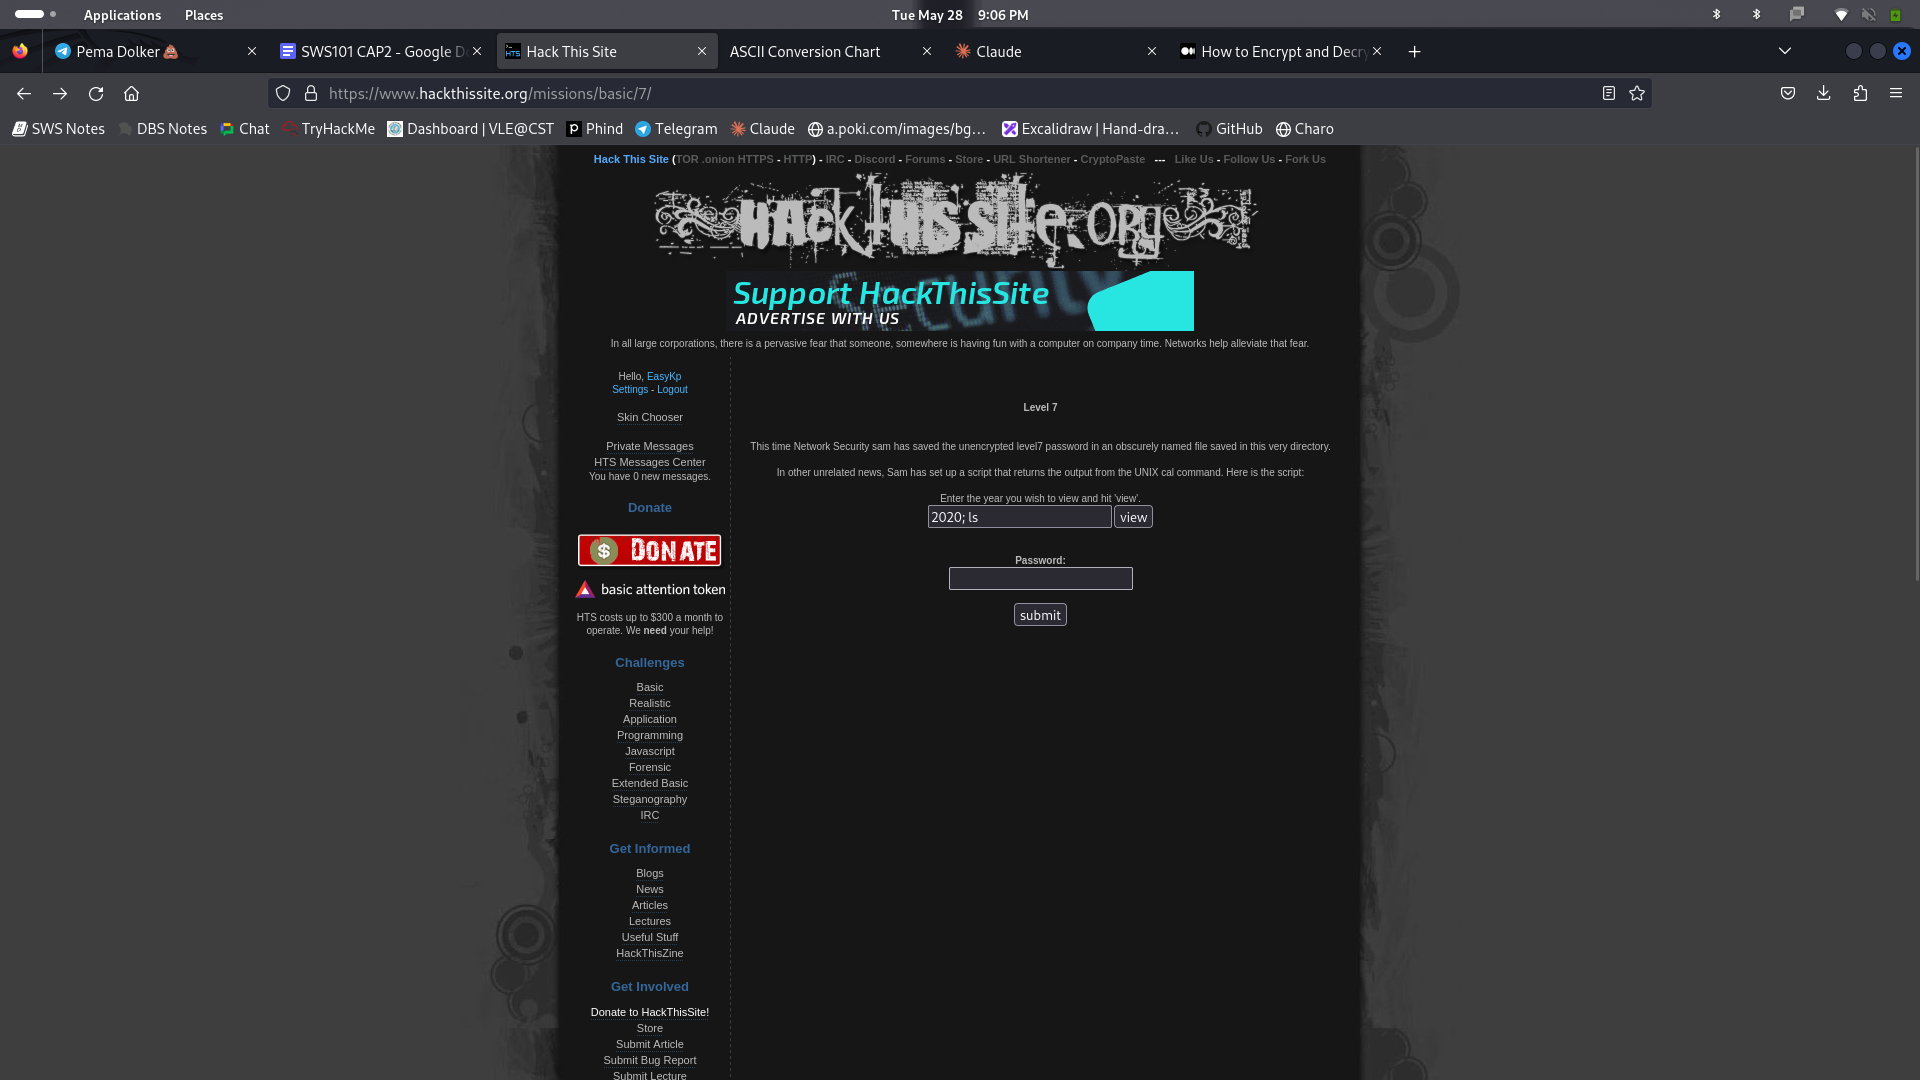 Applications Places Tue May 28 9:06 PM
Pema Dolker 💩 SWS101 CAP2 - Google D Hack This Site ASCII Conversion Chart Claude How to Encrypt and Decry
https://www.hackthissite.org/missions/basic/7/
SWS Notes DBS Notes Chat TryHackMe Dashboard | VLE@CST Phind Telegram Claude a.poki.com/images/bg... Excalidraw | Hand-dra... GitHub Charo
Hack This Site (TOR .onion HTTPS - HTTP) - IRC - Discord - Forums - Store - URL Shortener - CryptoPaste --- Like Us - Follow Us - Fork Us
HackThisSite.org
Support HackThisSite
ADVERTISE WITH US
In all large corporations, there is a pervasive fear that someone, somewhere is having fun with a computer on company time. Networks help alleviate that fear.
Hello, EasyKp
Settings - Logout
Skin Chooser
Private Messages
HTS Messages Center
You have 0 new messages.
Donate
$ DONATE
basic attention token
HTS costs up to $300 a month to
operate. We need your help!
Challenges
Basic
Realistic
Application
Programming
Javascript
Forensic
Extended Basic
Steganography
IRC
Get Informed
Blogs
News
Articles
Lectures
Useful Stuff
HackThisZine
Get Involved
Donate to HackThisSite!
Store
Submit Article
Submit Bug Report
Submit Lecture
Level 7
This time Network Security sam has saved the unencrypted level7 password in an obscurely named file saved in this very directory.
In other unrelated news, Sam has set up a script that returns the output from the UNIX cal command. Here is the script:
Enter the year you wish to view and hit 'view'.
2020; ls view
Password:
submit